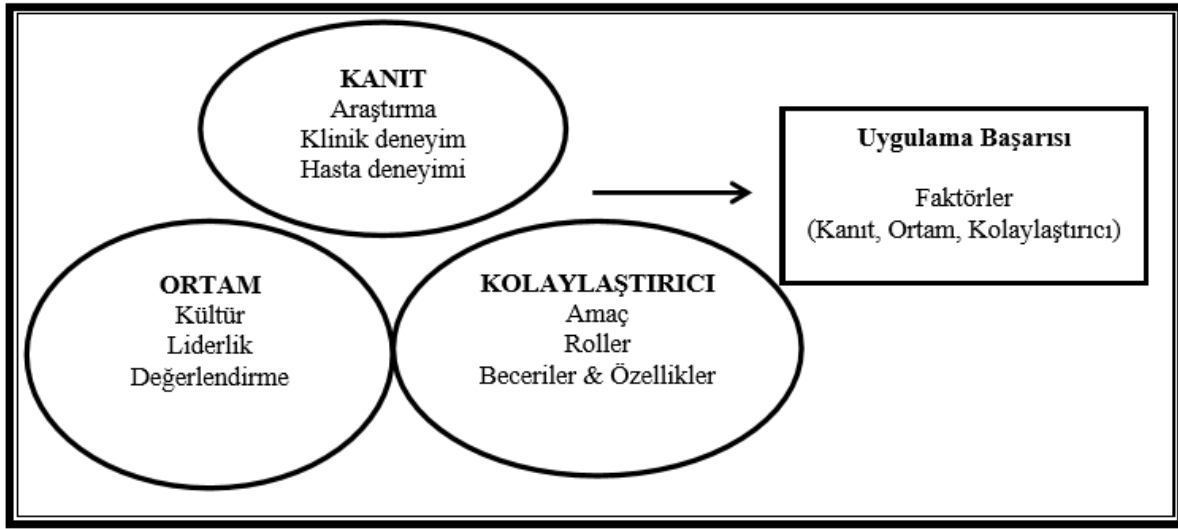 KANIT
Araştırma
Klinik deneyim
Hasta deneyimi
ORTAM
Kültür
Liderlik
Değerlendirme
KOLAYLAŞTIRICI
Amaç
Roller
Beceriler & Özellikler
Uygulama Başarısı
Faktörler
(Kanıt, Ortam, Kolaylaştırıcı)